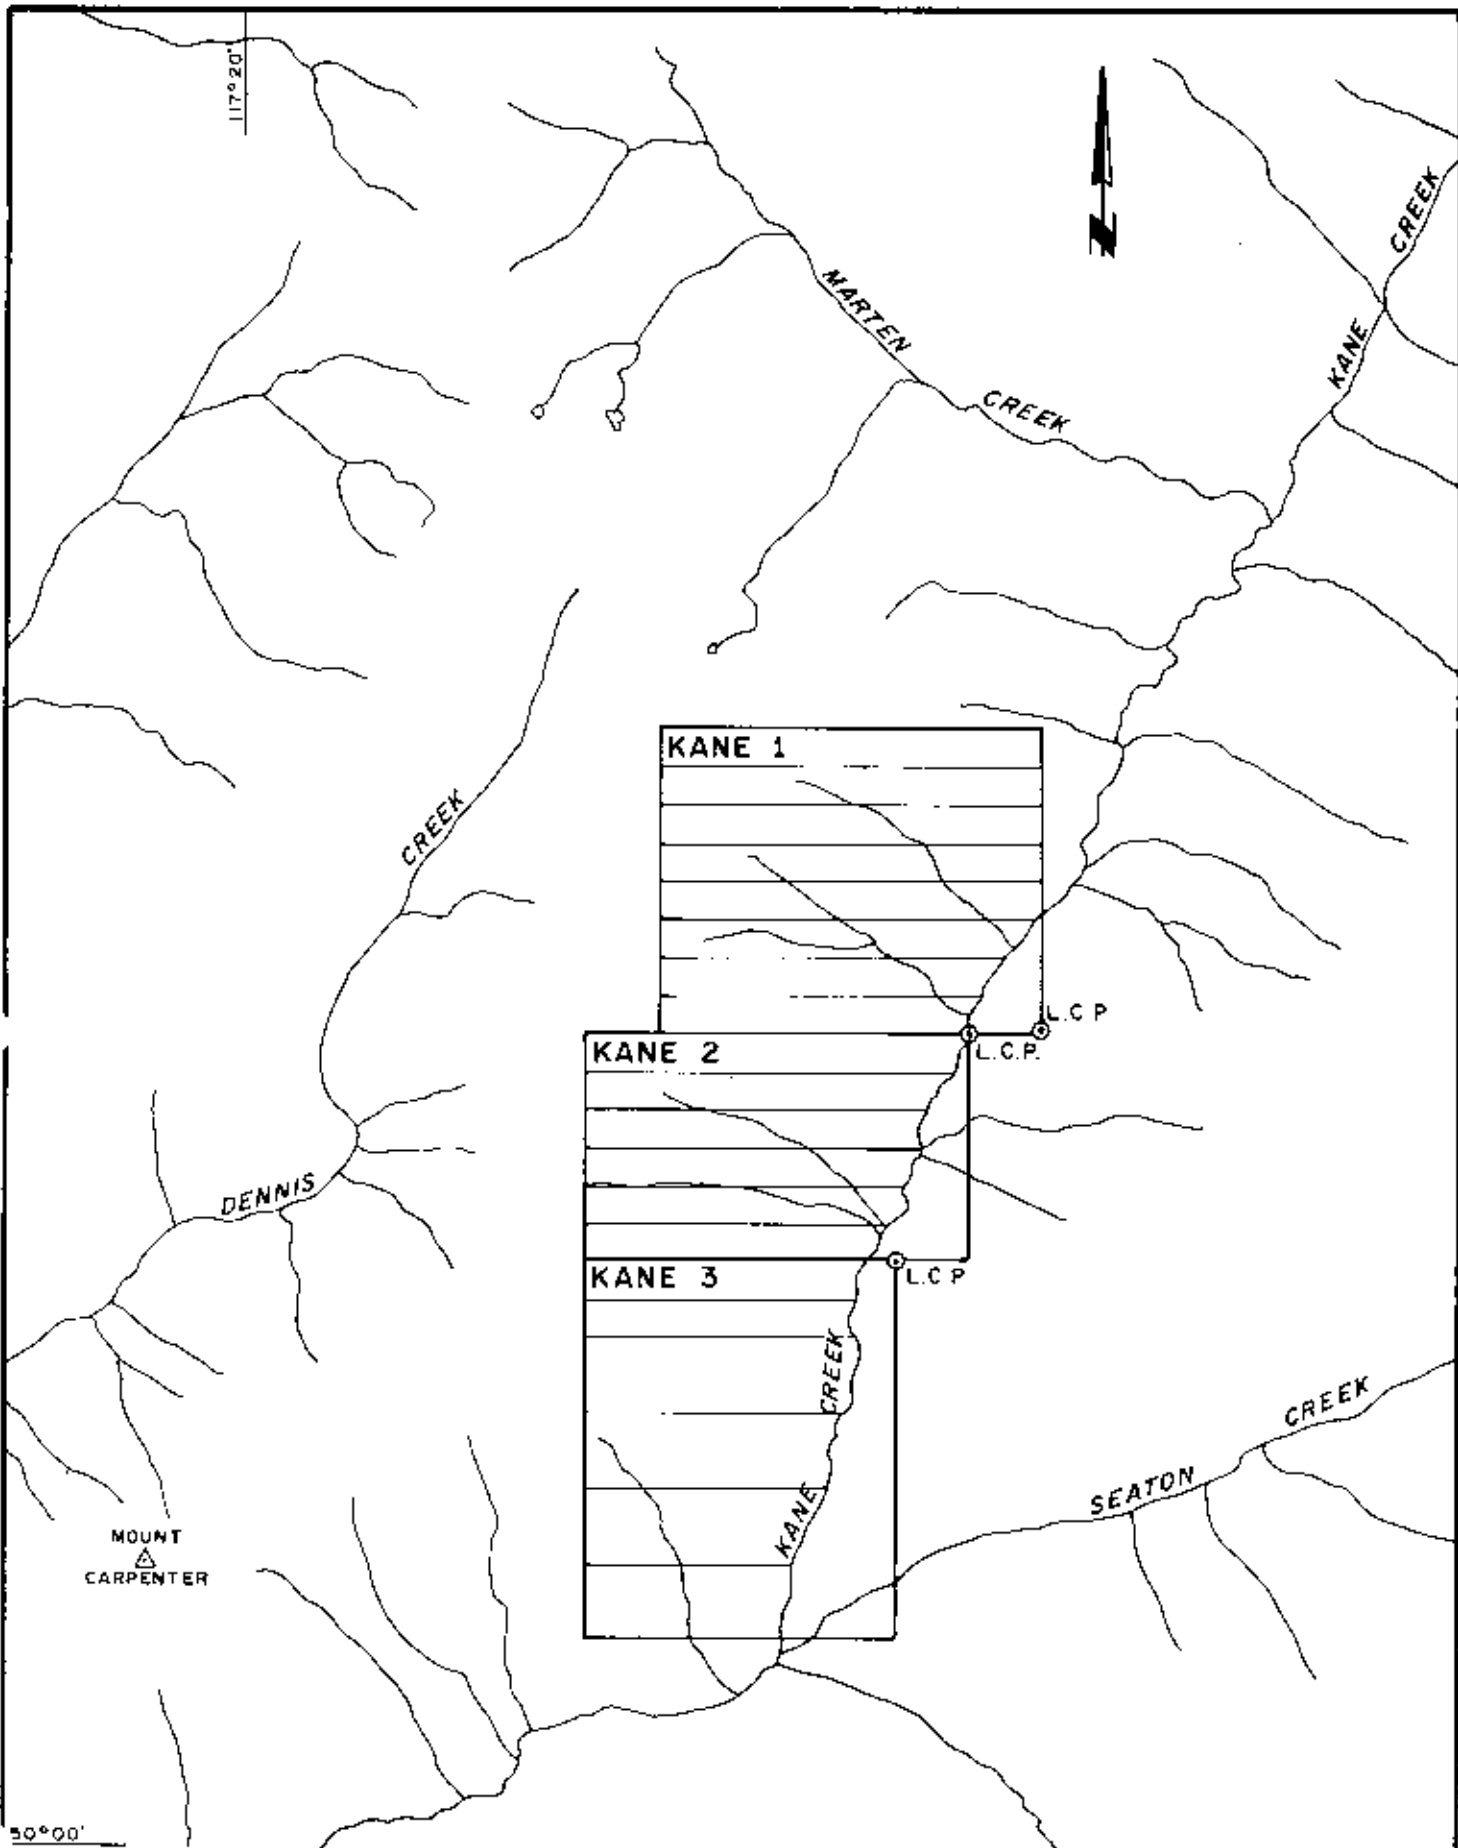 117°20'
CREEK
KANE
MARTEN
CREEK
KANE 1
CREEK
L.C P
L.C.P.
KANE 2
DENNIS
KANE 3
L.C P
CREEK
KANE
CREEK
SEATON
MOUNT
CARPENTER
50°00'
N